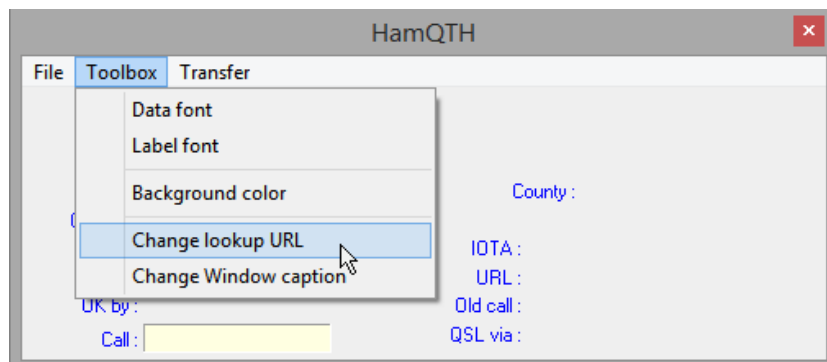 HamQTH
File Toolbox Transfer
Data font
Label font
Background color
County :
Change lookup URL
IOTA :
Change Window caption
URL :
UK by :
Old call :
Call :
QSL via :